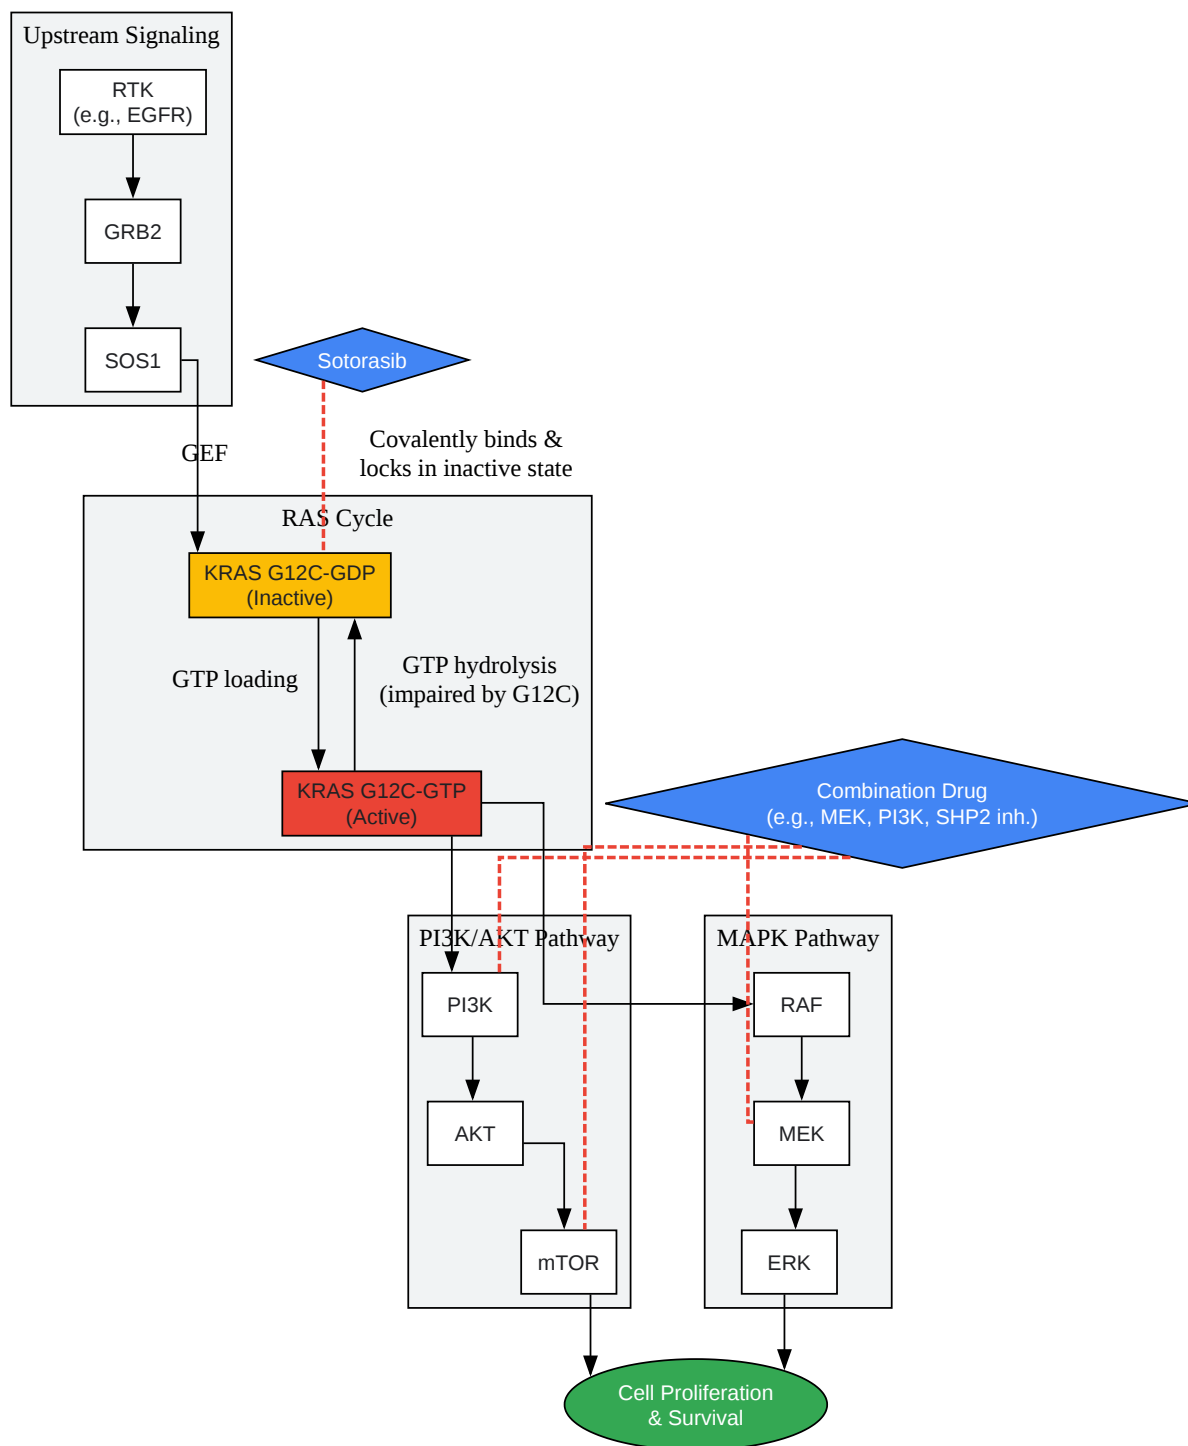 Upstream Signaling
RTK
(e.g., EGFR)
GRB2
SOS1
Sotorasib
GEF
Covalently binds &
locks in inactive state
RAS Cycle
KRAS G12C-GDP
(Inactive)
GTP loading
GTP hydrolysis
(impaired by G12C)
KRAS G12C-GTP
(Active)
Combination Drug
(e.g., MEK, PI3K, SHP2 inh.)
PI3K/AKT Pathway
MAPK Pathway
PI3K
RAF
AKT
MEK
mTOR
ERK
Cell Proliferation
& Survival